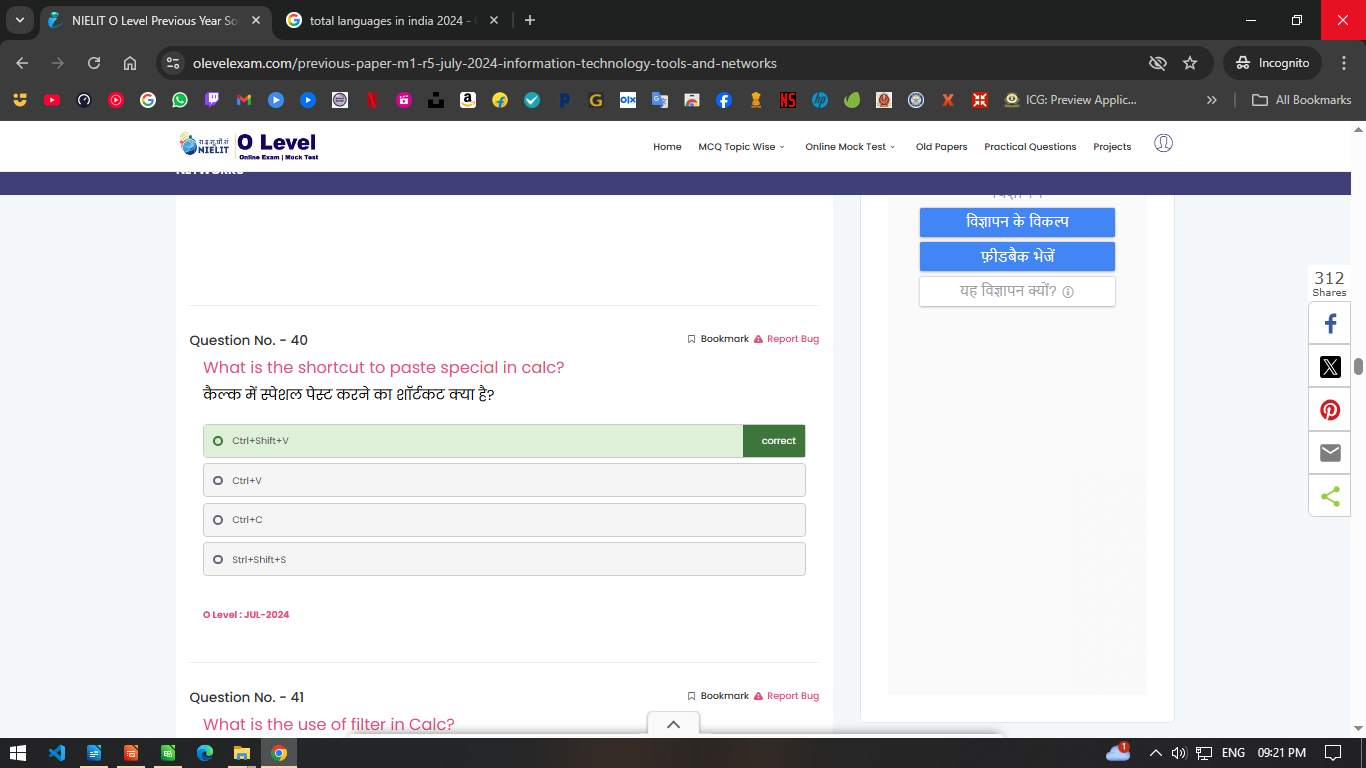 NIELIT O Level Previous Year So
total languages in india 2024 -
olevelexam.com/previous-paper-m1-r5-july-2024-information-technology-tools-and-networks
Incognito
ICG: Preview Applic...
All Bookmarks
NIELIT
O Level
Online Exam | Mock Test
Home
MCQ Topic Wise
Online Mock Test
Old Papers
Practical Questions
Projects
विज्ञापन के विकल्प
फ़ीडबैक भेजें
यह विज्ञापन क्यों?
312
Shares
Question No. - 40
Bookmark
Report Bug
What is the shortcut to paste special in calc?
कैल्क में स्पेशल पेस्ट करने का शॉर्टकट क्या है?
Ctrl+Shift+V
correct
Ctrl+V
Ctrl+C
Strl+Shift+S
O Level : JUL-2024
Question No. - 41
Bookmark
Report Bug
What is the use of filter in Calc?
1
ENG
09:21 PM